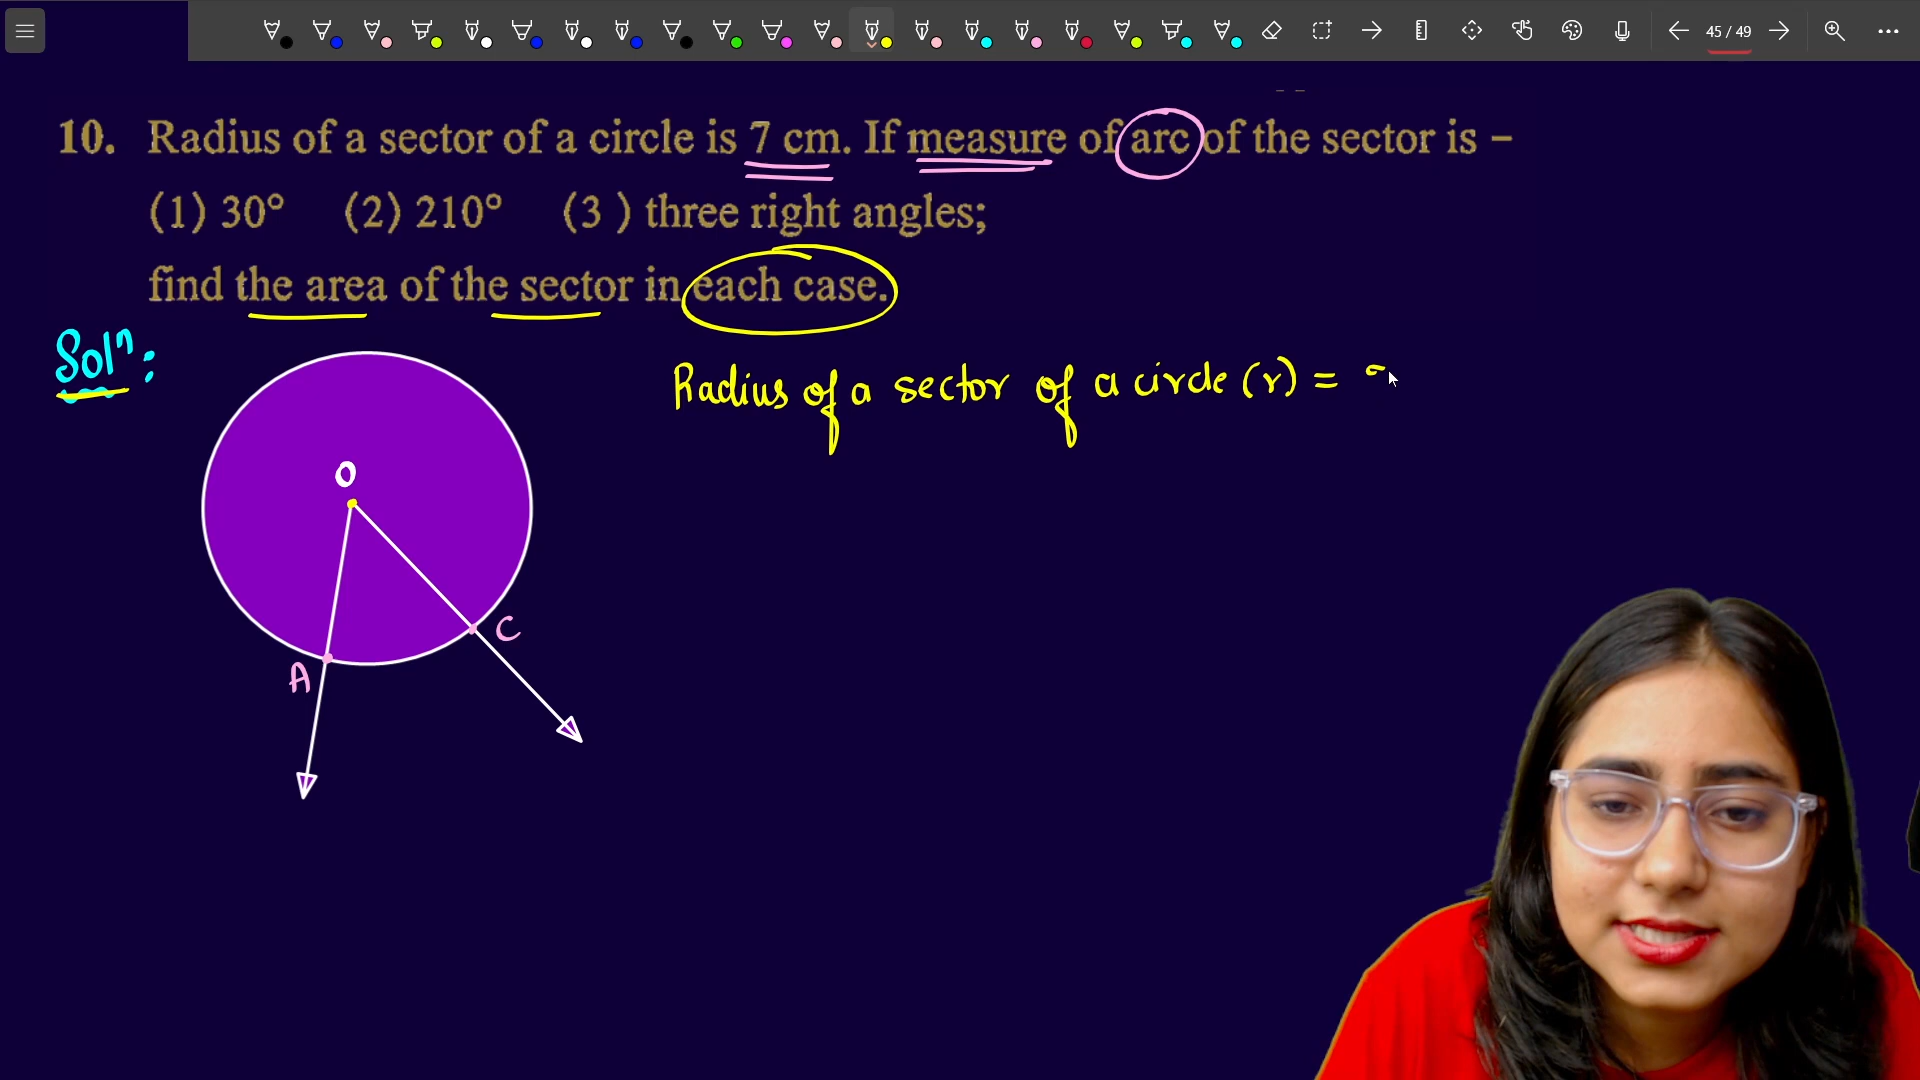 45 / 49
10. Radius of a sector of a circle is 7 cm. If measure of arc of the sector is –
(1) 30° (2) 210° (3 ) three right angles;
find the area of the sector in each case.
Solⁿ:
Radius of a sector of a circle (r) =
O
C
A